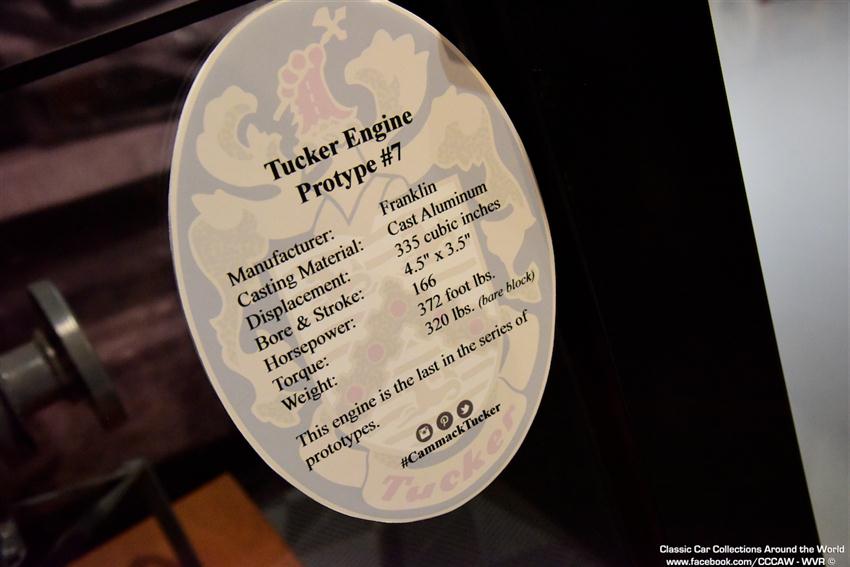 Tucker Engine
Protype #7
Manufacturer: Franklin
Casting Material: Cast Aluminum
Displacement: 335 cubic inches
Bore & Stroke: 4.5" x 3.5"
Horsepower: 166
Torque: 372 foot lbs.
Weight: 320 lbs. (bare block)
This engine is the last in the series of
prototypes.
#CammackTucker
Tucker
Classic Car Collections Around the World
www.facebook.com/CCCAW - WVR ©